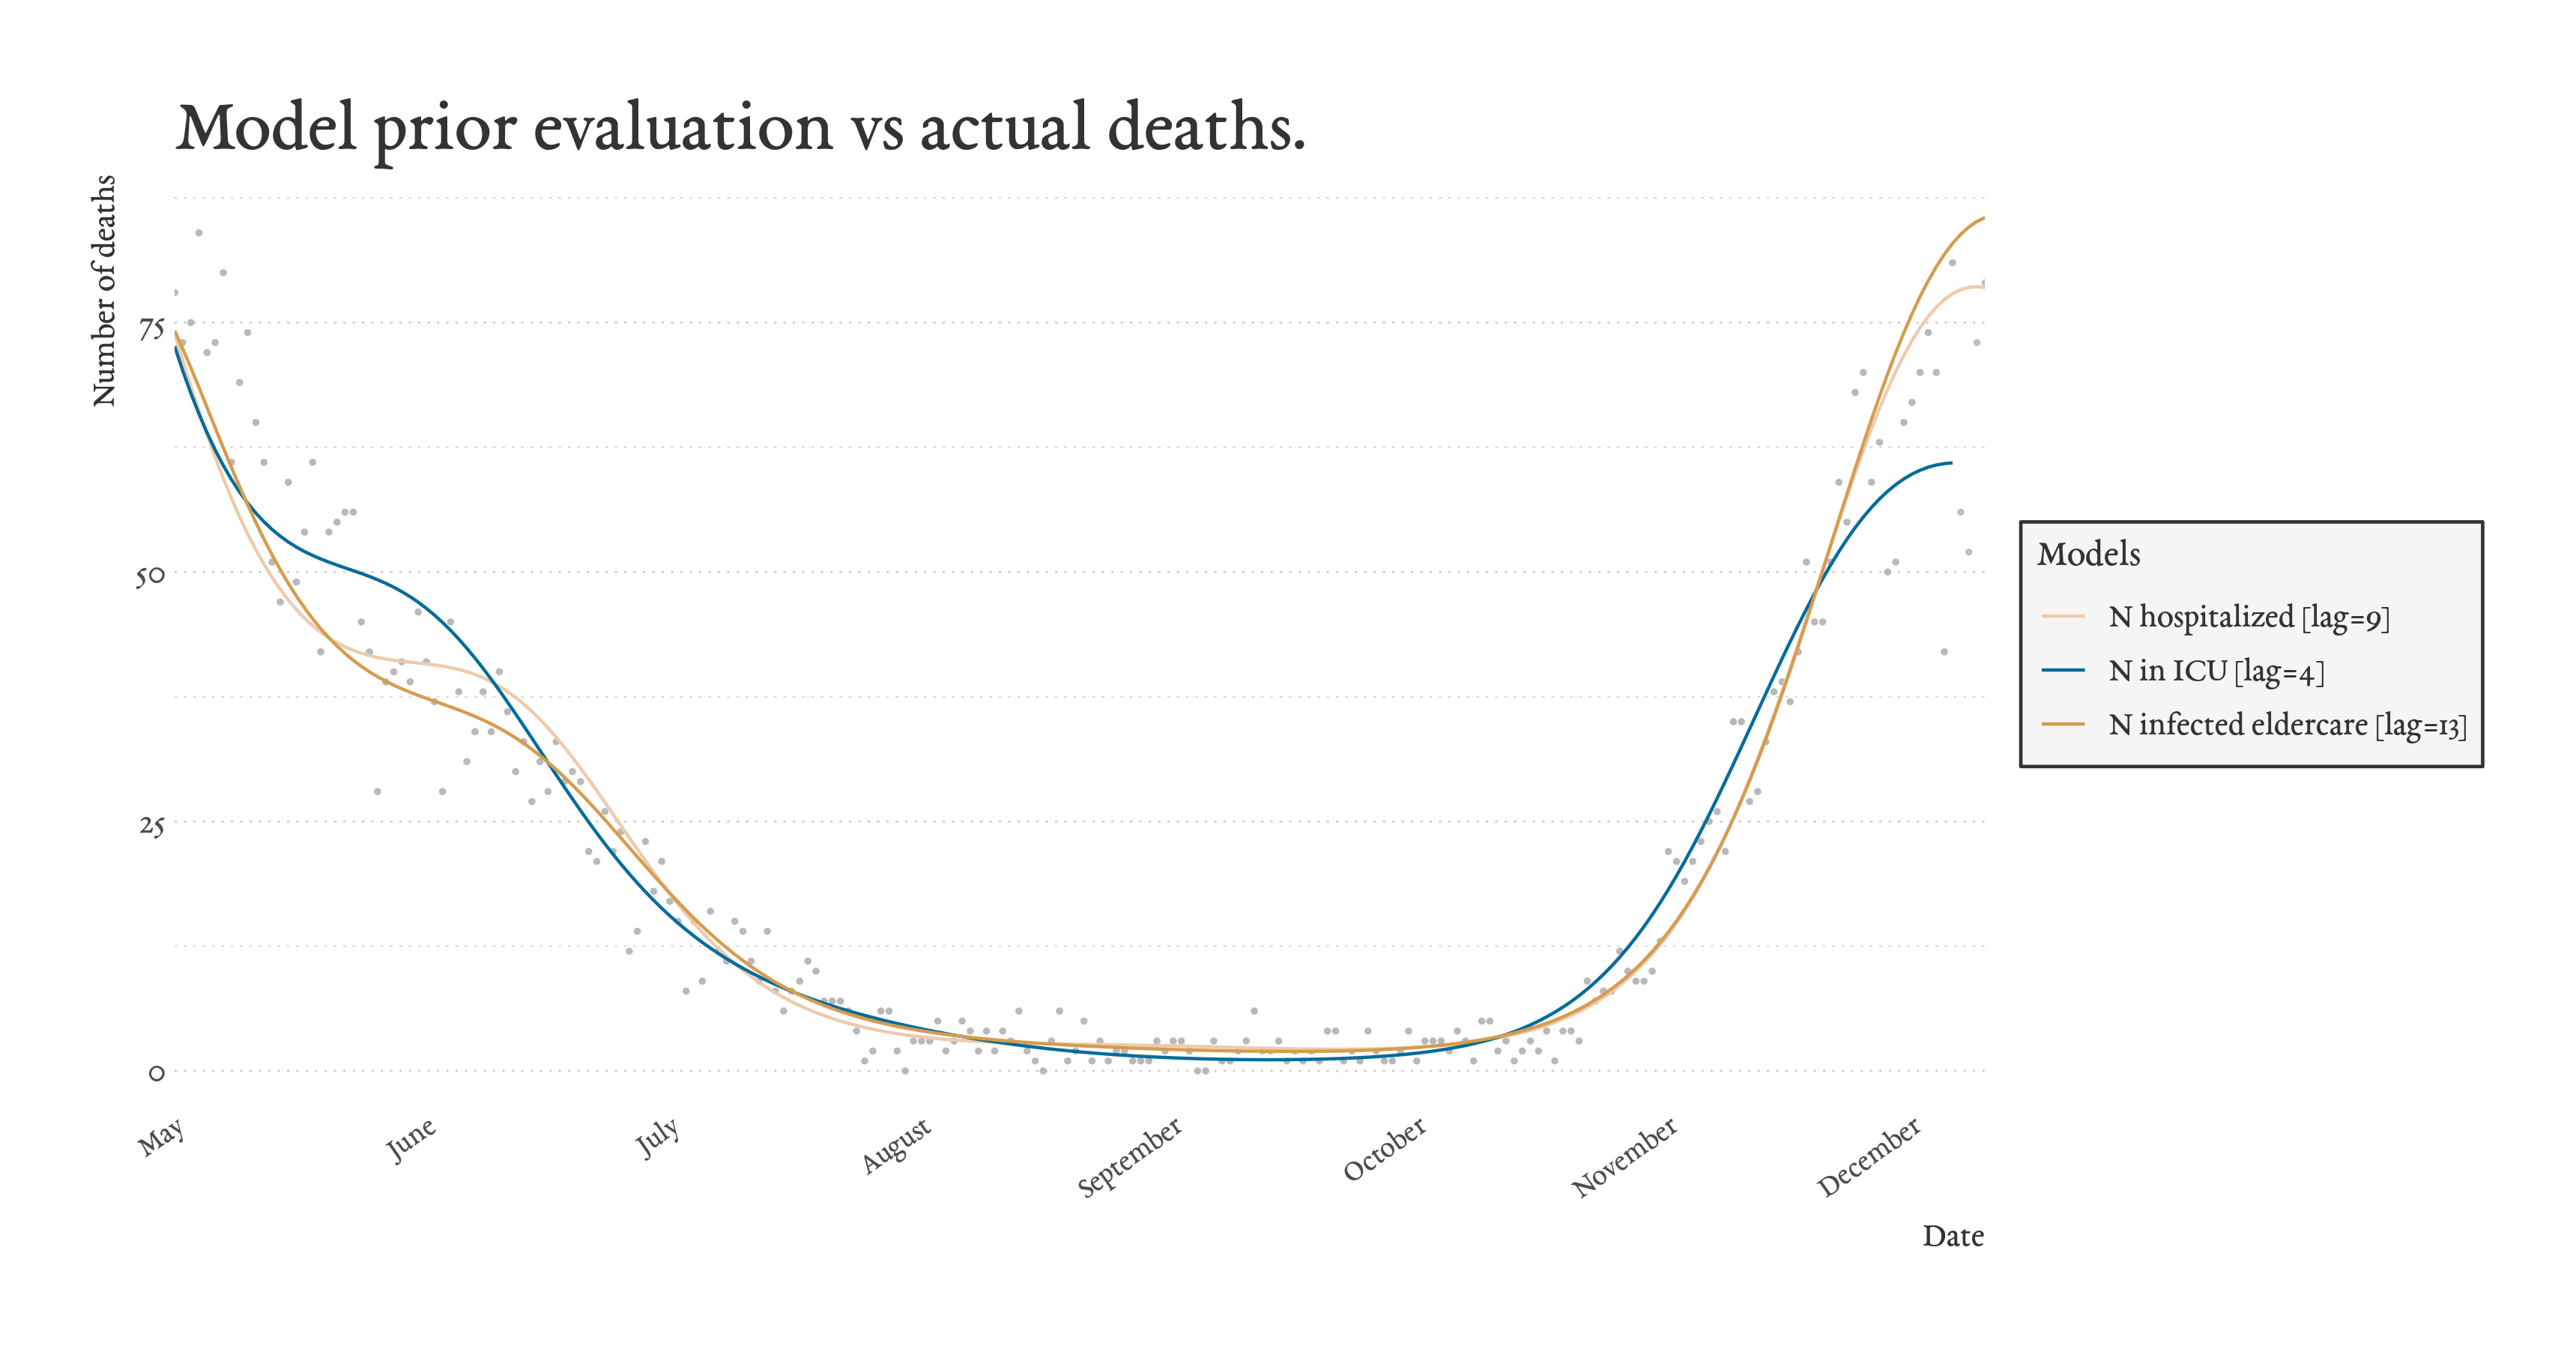 Model prior evaluation vs actual deaths.
Number of deaths
75
50
25
0
May
June
July
August
September
October
November
December
Date
Models
N hospitalized [lag=9]
N in ICU [lag=4]
N infected eldercare [lag=13]